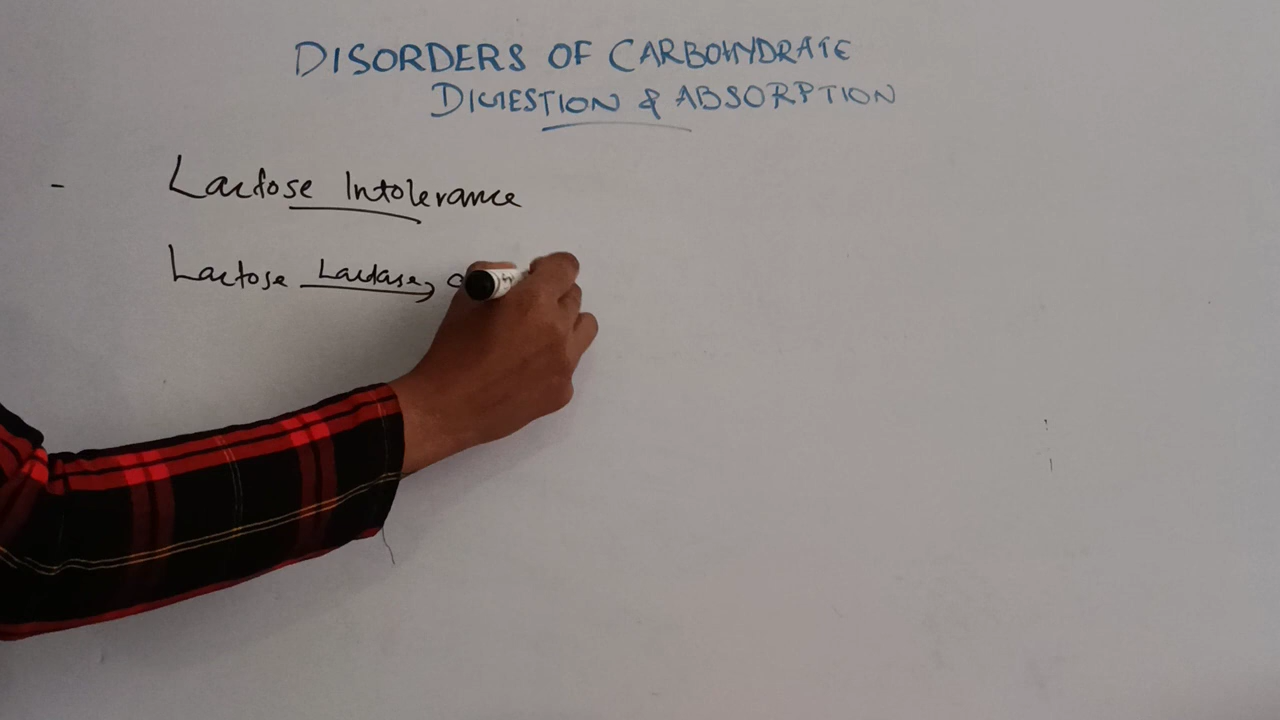 DISORDERS OF CARBOHYDRATE
DIGESTION & ABSORPTION
- Lactose Intolerance
Lactose Lactase